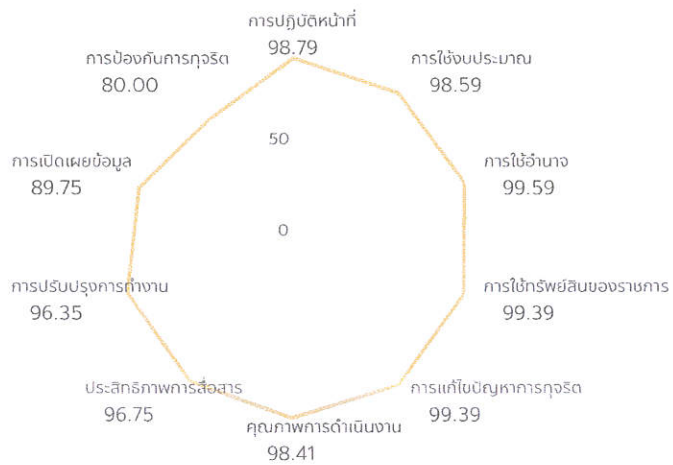 การปฏิบัติหน้าที่
98.79
การใช้งบประมาณ
98.59
การใช้อำนาจ
99.59
การใช้ทรัพย์สินของราชการ
99.39
การแก้ไขปัญหาการทุจริต
99.39
คุณภาพการดำเนินงาน
98.41
ประสิทธิภาพการสื่อสาร
96.75
การปรับปรุงการทำงาน
96.35
การเปิดเผยข้อมูล
89.75
การป้องกันการทุจริต
80.00
50
0